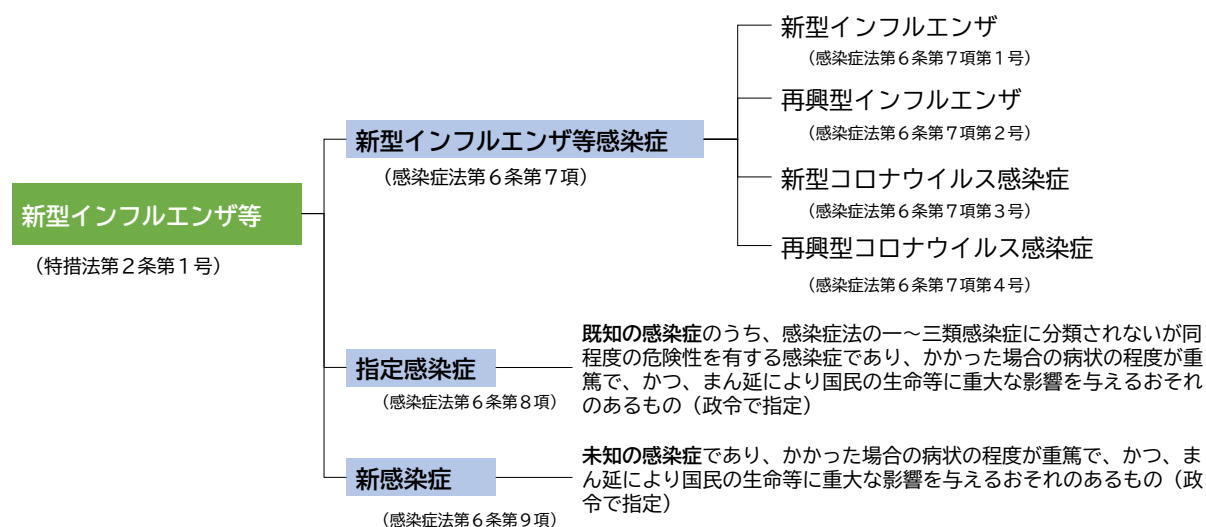 新型インフルエンザ
（感染症法第６条第７項第１号）
再興型インフルエンザ
（感染症法第６条第７項第２号）
新型インフルエンザ等感染症
（感染症法第６条第７項）
新型コロナウイルス感染症
（感染症法第６条第７項第３号）
新型インフルエンザ等
（特措法第２条第１号）
再興型コロナウイルス感染症
（感染症法第６条第７項第４号）
既知の感染症のうち、感染症法の一～三類感染症に分類されないが同
程度の危険性を有する感染症であり、かかった場合の病状の程度が重
篤で、かつ、まん延により国民の生命等に重大な影響を与えるおそれ
のあるもの（政令で指定）
指定感染症
（感染症法第６条第８項）
未知の感染症であり、かかった場合の病状の程度が重篤で、かつ、ま
ん延により国民の生命等に重大な影響を与えるおそれのあるもの（政
令で指定）
新感染症
（感染症法第６条第９項）